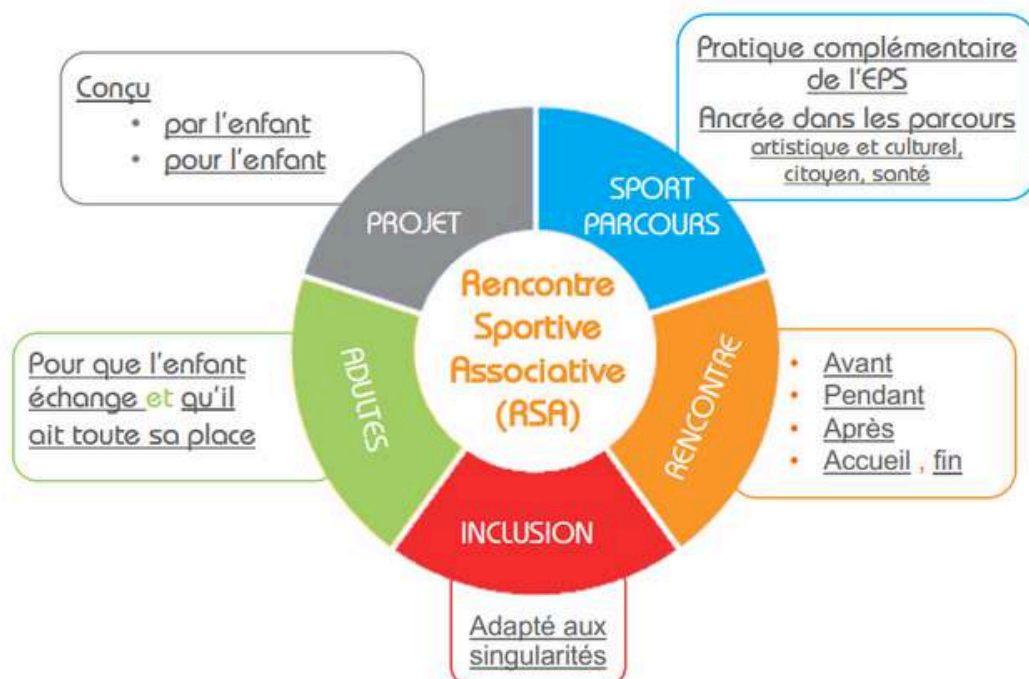 Conçu
• par l'enfant
• pour l'enfant
Pratique complémentaire
de l'EPS
Ancrée dans les parcours
artistique et culturel,
citoyen, santé
PROJET
SPORT
PARCOURS
Rencontre
Sportive
Associative
(RSA)
ADULTES
Pour que l'enfant
échange et qu'il
ait toute sa place
RENCONTRE
• Avant
• Pendant
• Après
• Accueil , fin
INCLUSION
Adapté aux
singularités